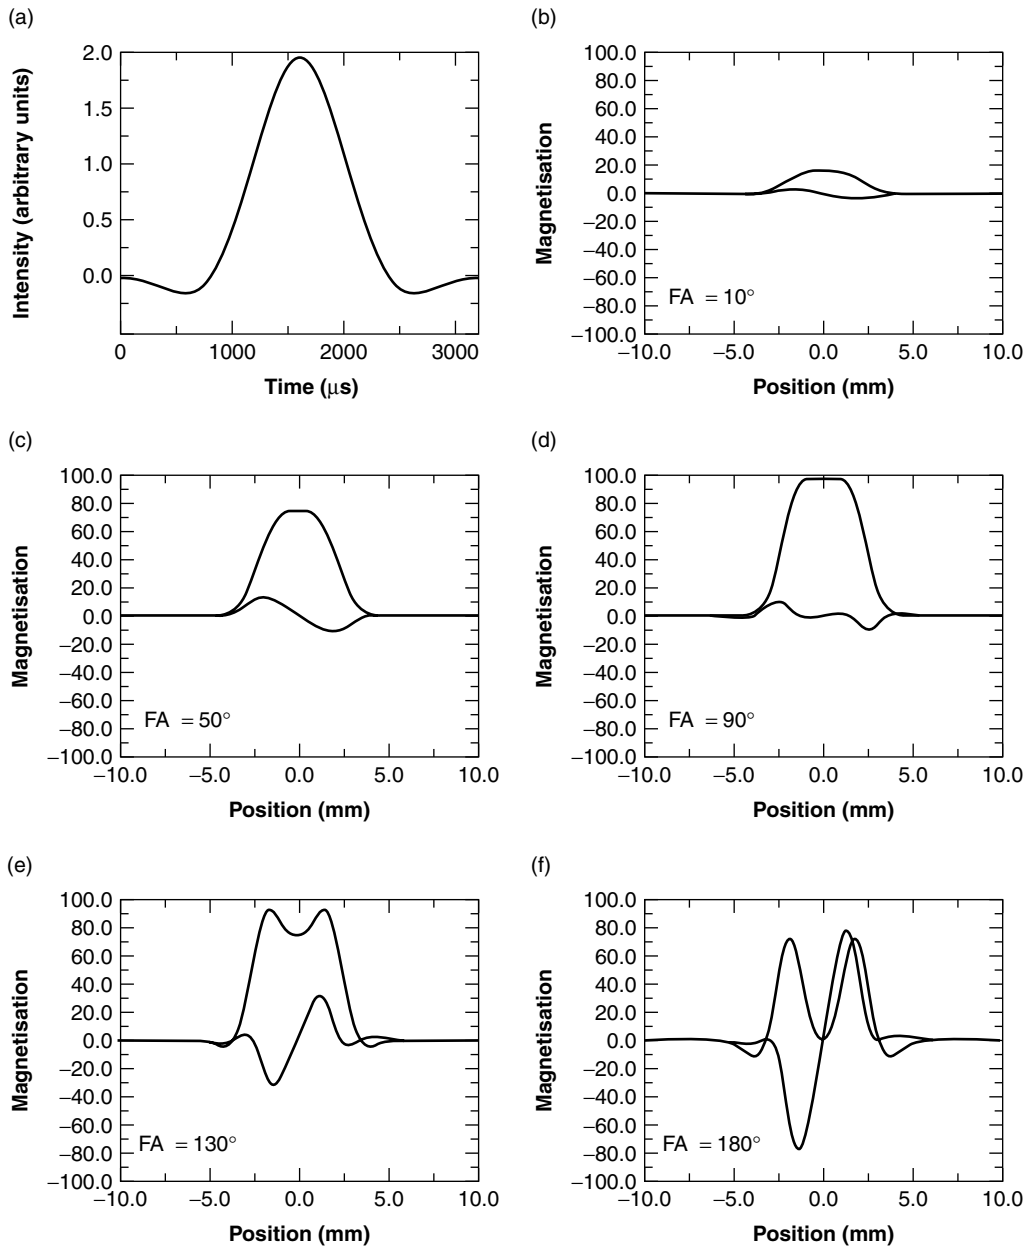 (a)
Intensity (arbitrary units)
2.0
1.5
1.0
0.5
0.0
0 1000 2000 3000
Time (μs)
(b)
Magnetisation
100.0
80.0
60.0
40.0
20.0
0.0
−20.0
−40.0
−60.0
−80.0
−100.0
FA = 10°
−10.0 −5.0 0.0 5.0 10.0
Position (mm)
(c)
Magnetisation
100.0
80.0
60.0
40.0
20.0
0.0
−20.0
−40.0
−60.0
−80.0
−100.0
FA = 50°
−10.0 −5.0 0.0 5.0 10.0
Position (mm)
(d)
Magnetisation
100.0
80.0
60.0
40.0
20.0
0.0
−20.0
−40.0
−60.0
−80.0
−100.0
FA = 90°
−10.0 −5.0 0.0 5.0 10.0
Position (mm)
(e)
Magnetisation
100.0
80.0
60.0
40.0
20.0
0.0
−20.0
−40.0
−60.0
−80.0
−100.0
FA = 130°
−10.0 −5.0 0.0 5.0 10.0
Position (mm)
(f)
Magnetisation
100.0
80.0
60.0
40.0
20.0
0.0
−20.0
−40.0
−60.0
−80.0
−100.0
FA = 180°
−10.0 −5.0 0.0 5.0 10.0
Position (mm)